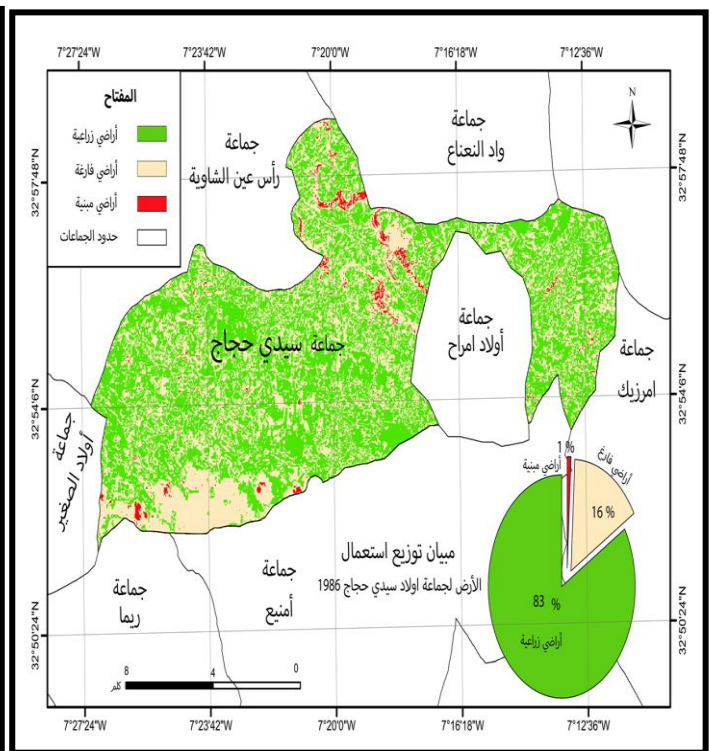 7°27'24"W
7°23'42"W
7°20'00"W
7°16'18"W
7°12'36"W
المفتاح
أراضي زراعية
أراضي فارغة
أراضي مبنية
حدود الجماعات
N
جماعة
واد النعناع
جماعة
رأس عين الشاوية
32°57'48"N
32°57'48"N
جماعة سيدي حجاج
جماعة
أولاد امراح
جماعة
امرزيك
32°54'6"N
32°54'6"N
جماعة
أولاد الصغير
1 %
أراضي مبنية
أراضي فارغ
16 %
83 %
أراضي زراعية
مبيان توزيع استعمال
الأرض لجماعة اولاد سيدي حجاج 1986
جماعة
أمنيع
جماعة
ريما
32°50'24"N
32°50'24"N
8
4
0
كلم
7°27'24"W
7°23'42"W
7°20'00"W
7°16'18"W
7°12'36"W